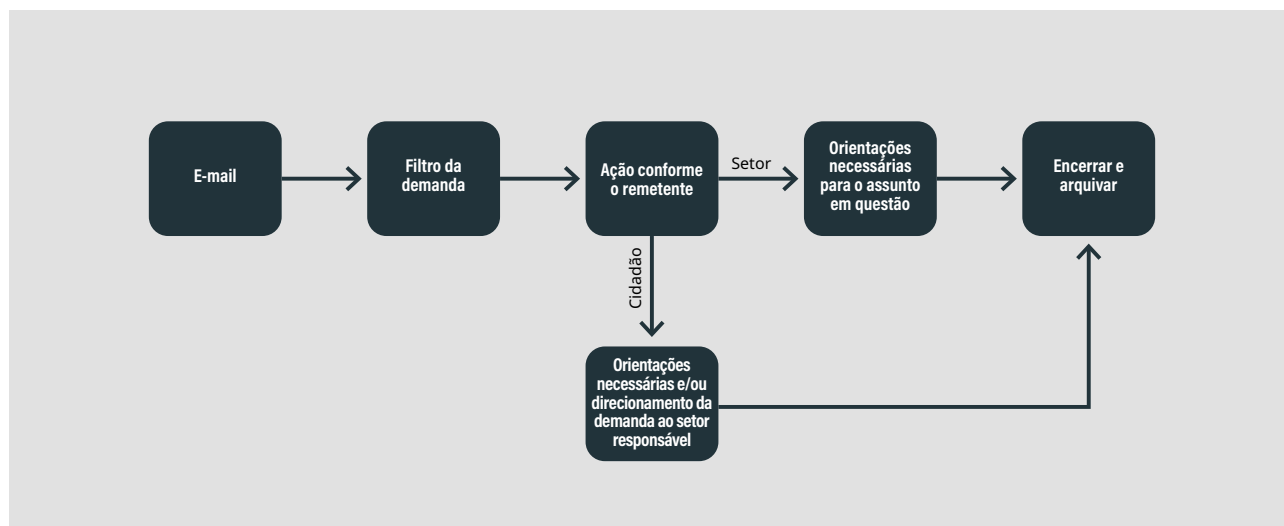 E-mail
Filtro da
demanda
Ação conforme
o remetente
Setor
Orientações
necessárias
para o assunto
em questão
Encerrar e
arquivar
Cidadão
Orientações
necessárias e/ou
direcionamento da
demanda ao setor
responsável